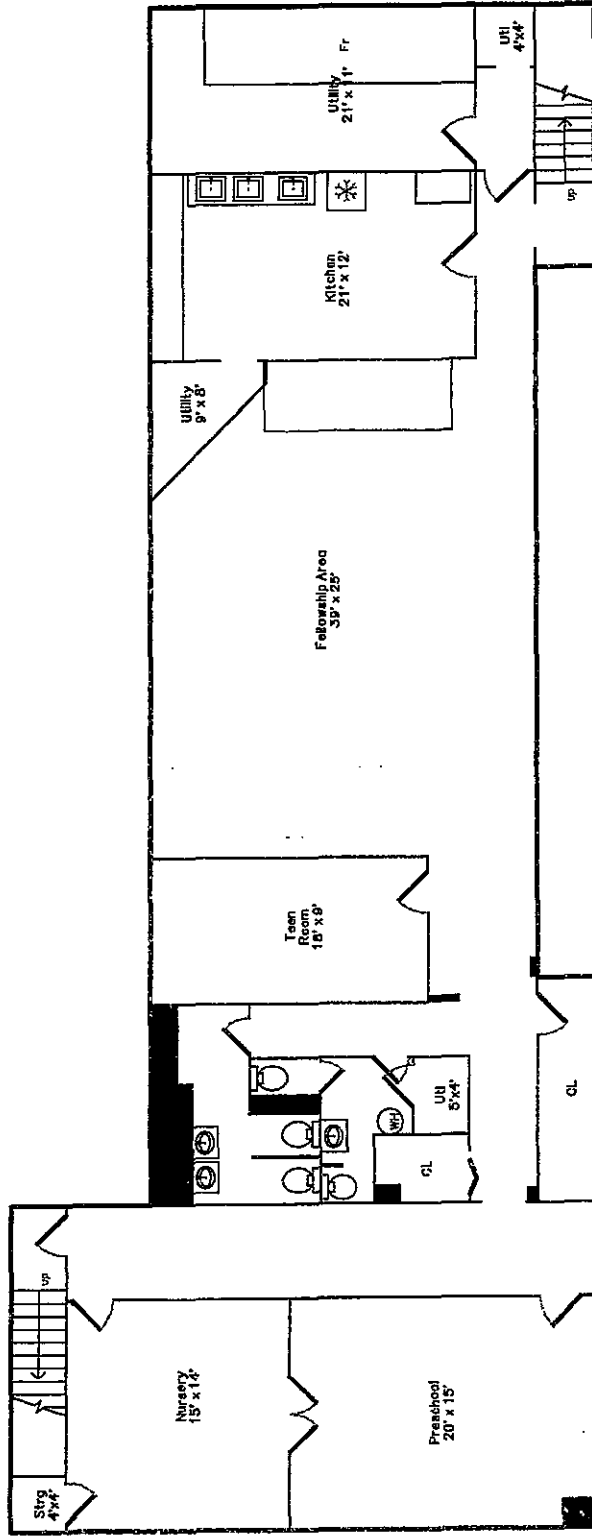 Utl
4'x4'
Fr
Utility
21' x 11'
UP
Kitchen
21' x 12'
Utility
9' x 8'
Fellowship Area
39' x 25'
Teen
Room
18' x 9'
Utl
5'x4'
WH
CL
CL
UP
Nursery
15' x 14'
Preschool
20' x 15'
Strg
4'x4'